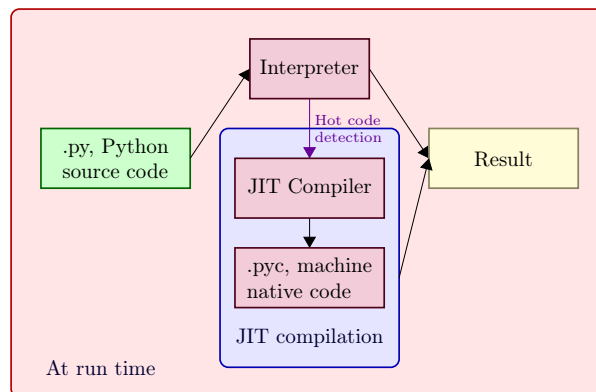 Interpreter
Hot code
detection
.py, Python
source code
Result
JIT Compiler
.pyc, machine
native code
JIT compilation
At run time